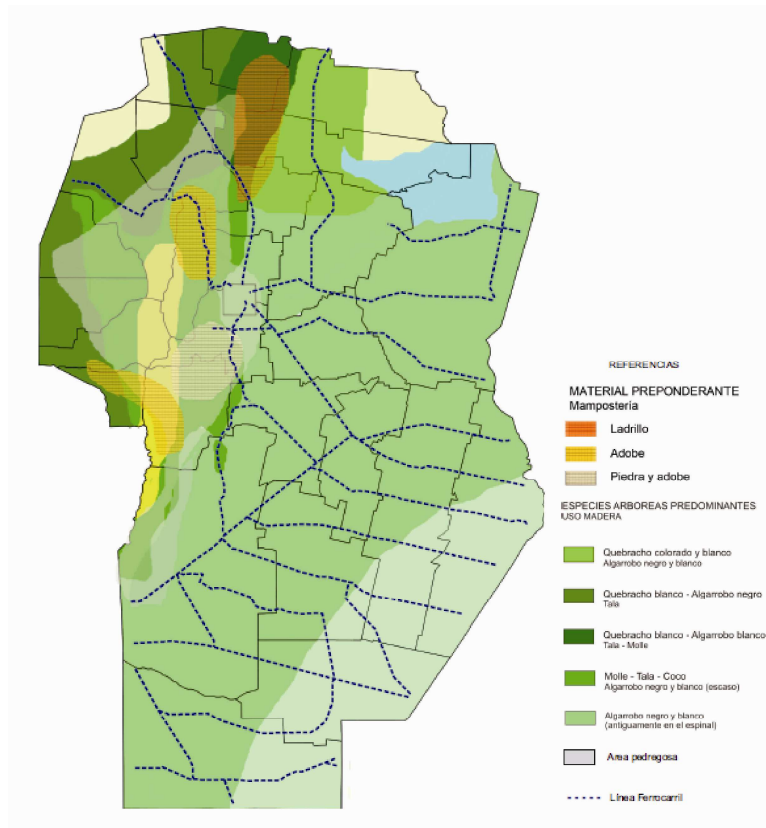 REFERENCIAS
MATERIAL PREPONDERANTE
Mampostería
Ladrillo
Adobe
Piedra y adobe
ESPECIES ARBOREAS PREDOMINANTES
USO MADERA
Quebracho colorado y blanco
Algarrobo negro y blanco
Quebracho blanco - Algarrobo negro
Tala
Quebracho blanco - Algarrobo blanco
Tala - Molle
Molle - Tala - Coco
Algarrobo negro y blanco (escaso)
Algarrobo negro y blanco
(antiguamente en el espinal)
Area pedregosa
Línea Ferrocarril